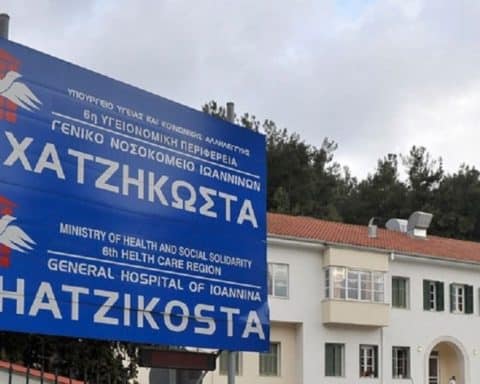 ΥΠΟΥΡΓΕΙΟ ΥΓΕΙΑΣ ΚΑΙ ΚΟΙΝΩΝΙΚΗΣ ΑΛΛΗΛΕΓΓΥΗΣ
6η ΥΓΕΙΟΝΟΜΙΚΗ ΠΕΡΙΦΕΡΕΙΑ
ΓΕΝΙΚΟ ΝΟΣΟΚΟΜΕΙΟ ΙΩΑΝΝΙΝΩΝ
ΧΑΤΖΗΚΩΣΤΑ
MINISTRY OF HEALTH AND SOCIAL SOLIDARITY
6th HELTH CARE REGION
GENERAL HOSPITAL OF IOANNINA
HATZIKOSTA